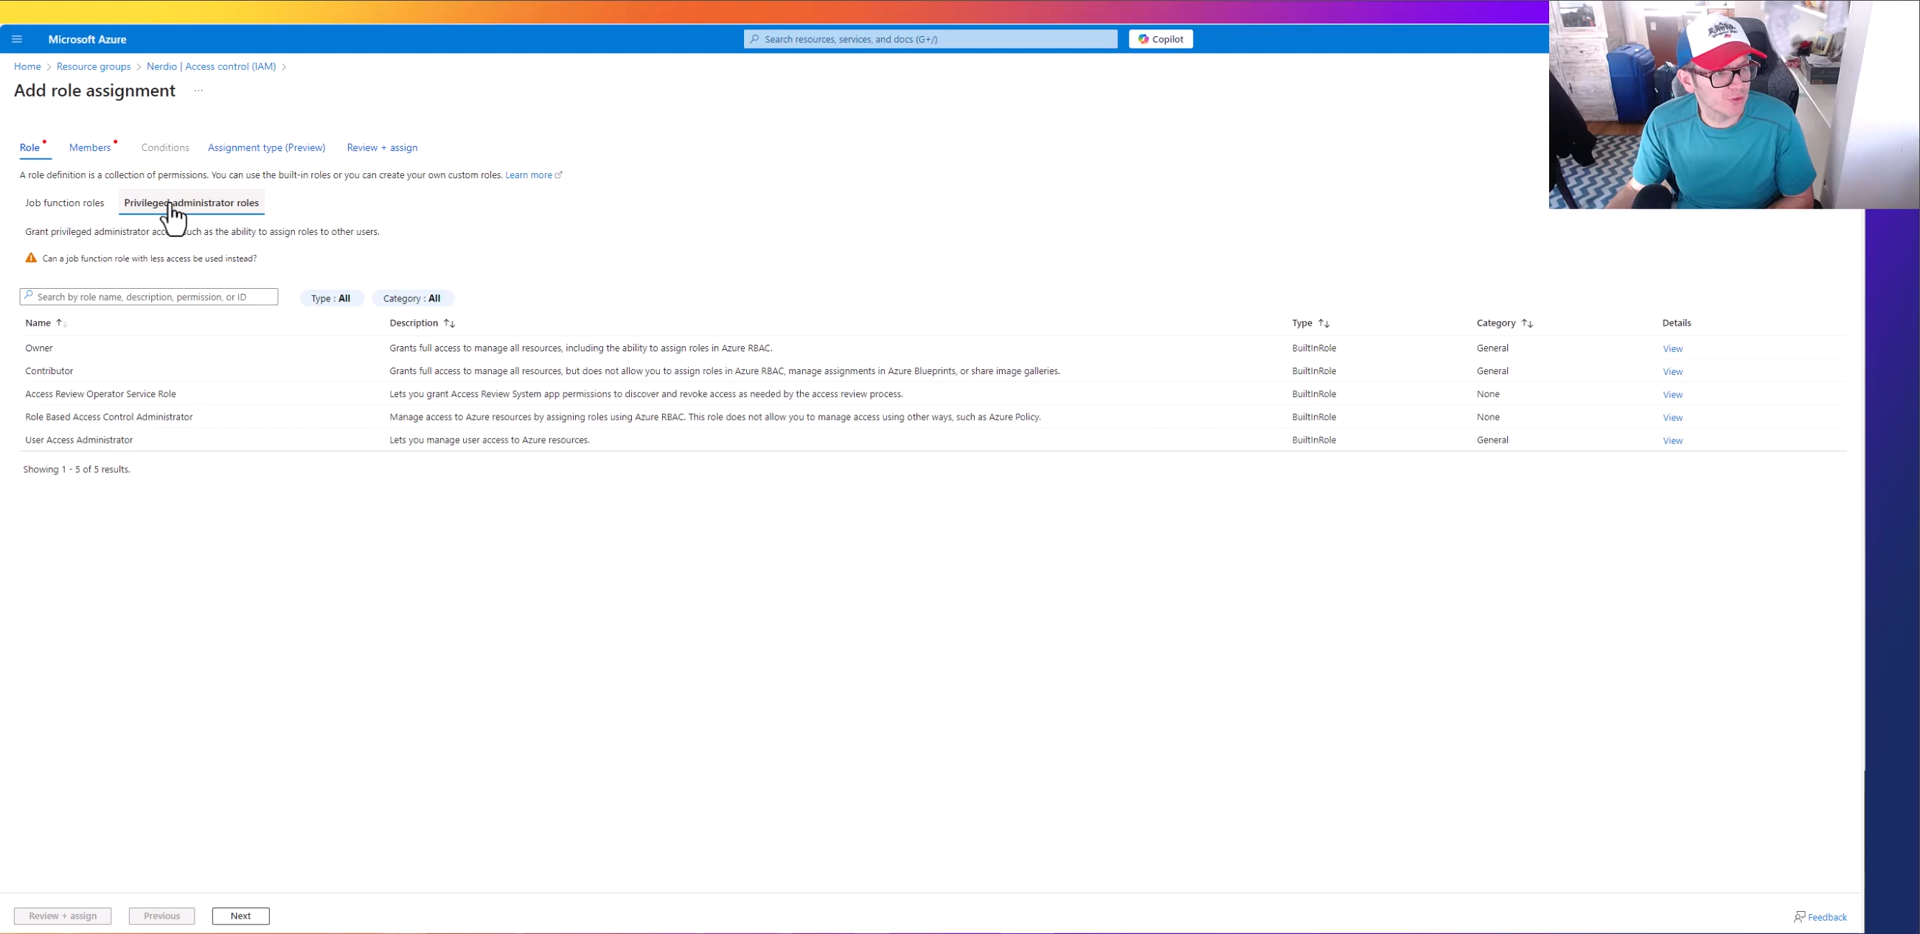 Microsoft Azure
Search resources, services, and docs (G+/)
Copilot
Home > Resource groups > Nerdio | Access control (IAM) >
Add role assignment ...
Role Members Conditions Assignment type (Preview) Review + assign
A role definition is a collection of permissions. You can use the built-in roles or you can create your own custom roles. Learn more
Job function roles Privileged administrator roles
Grant privileged administrator such as the ability to assign roles to other users.
Can a job function role with less access be used instead?
Search by role name, description, permission, or ID Type : All Category : All
Name ↑↓ Description ↑↓ Type ↑↓ Category ↑↓ Details
Owner Grants full access to manage all resources, including the ability to assign roles in Azure RBAC. BuiltInRole General View
Contributor Grants full access to manage all resources, but does not allow you to assign roles in Azure RBAC, manage assignments in Azure Blueprints, or share image galleries. BuiltInRole General View
Access Review Operator Service Role Lets you grant Access Review System app permissions to discover and revoke access as needed by the access review process. BuiltInRole None View
Role Based Access Control Administrator Manage access to Azure resources by assigning roles using Azure RBAC. This role does not allow you to manage access using other ways, such as Azure Policy. BuiltInRole None View
User Access Administrator Lets you manage user access to Azure resources. BuiltInRole General View
Showing 1 - 5 of 5 results.
Review + assign Previous Next
Feedback